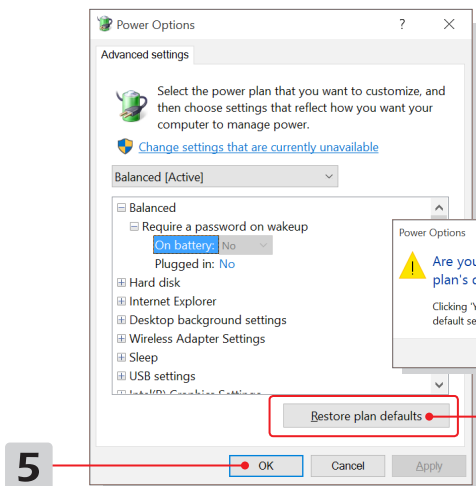 Power Options
?
Advanced settings
Select the power plan that you want to customize, and
then choose settings that reflect how you want your
computer to manage power.
Change settings that are currently unavailable
Balanced [Active]
Balanced
Require a password on wakeup
On battery: No
Plugged in: No
Hard disk
Internet Explorer
Desktop background settings
Wireless Adapter Settings
Sleep
USB settings
Intel(R) Graphics Settings
Restore plan defaults
OK Cancel Apply
Power Options
Are you
plan's
Clicking
default
5